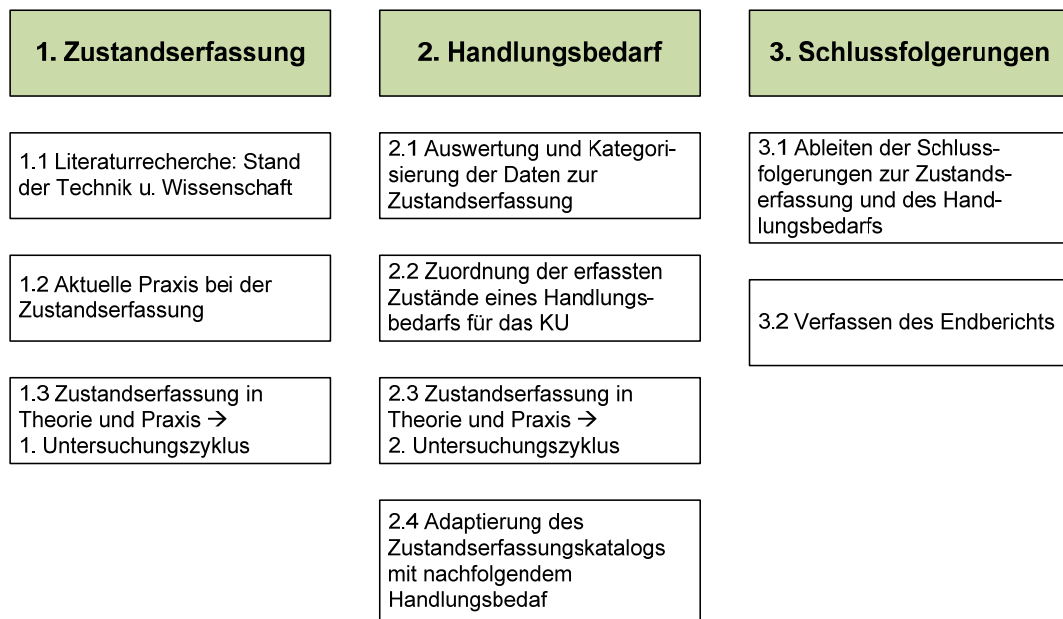 1. Zustandserfassung
1.1 Literaturrecherche: Stand
der Technik u. Wissenschaft
1.2 Aktuelle Praxis bei der
Zustandserfassung
1.3 Zustandserfassung in
Theorie und Praxis →
1. Untersuchungszyklus
2. Handlungsbedarf
2.1 Auswertung und Kategori-
sierung der Daten zur
Zustandserfassung
2.2 Zuordnung der erfassten
Zustände eines Handlungs-
bedarfs für das KU
2.3 Zustandserfassung in
Theorie und Praxis →
2. Untersuchungszyklus
2.4 Adaptierung des
Zustandserfassungskatalogs
mit nachfolgendem
Handlungsbedaf
3. Schlussfolgerungen
3.1 Ableiten der Schluss-
folgerungen zur Zustands-
erfassung und des Hand-
lungsbedarfs
3.2 Verfassen des Endberichts